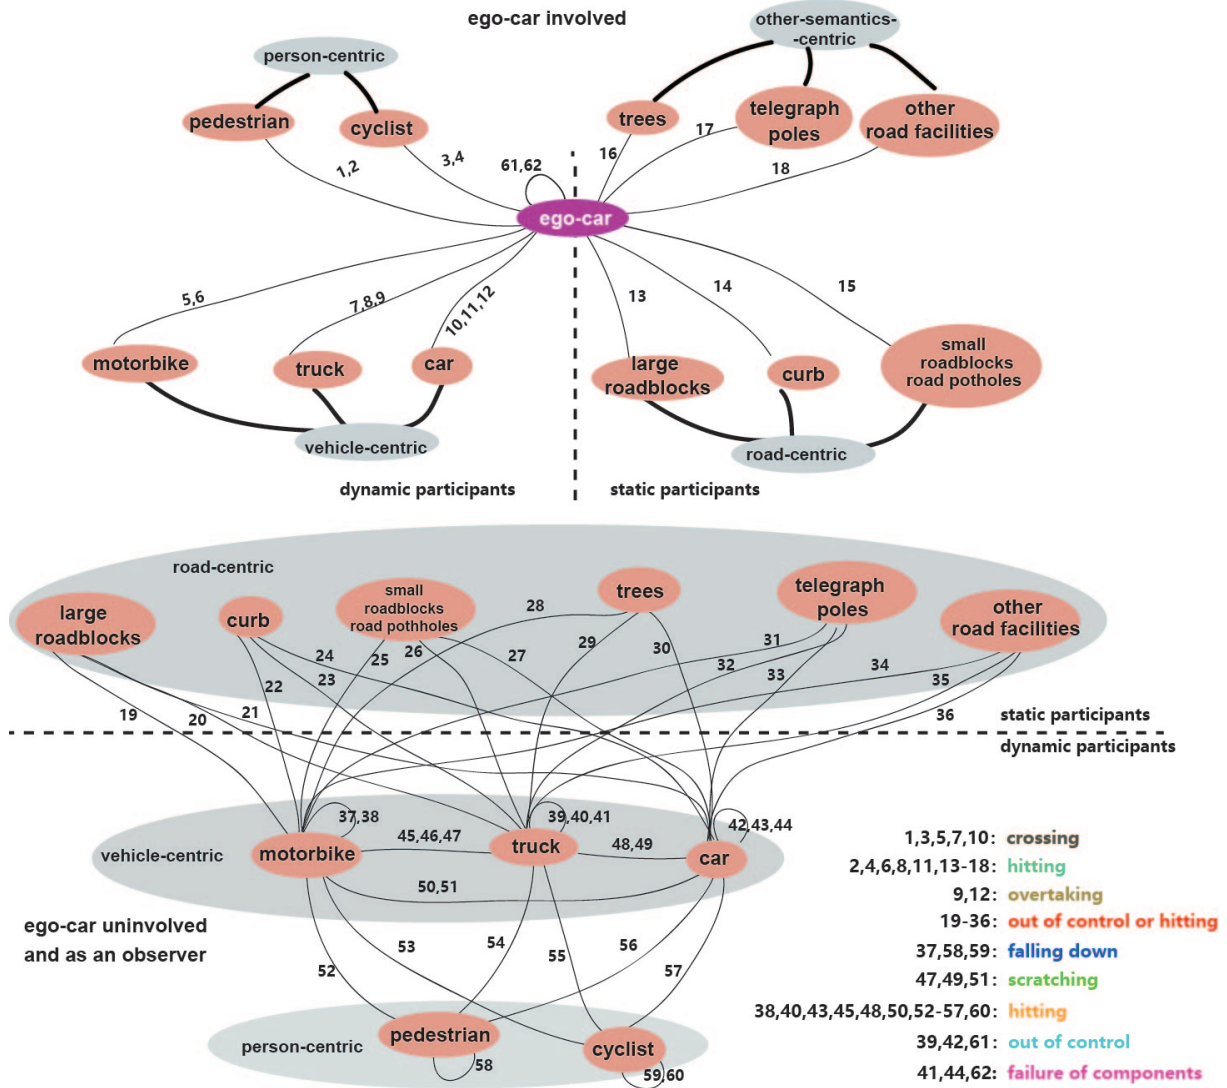 ego-car involved
other-semantics-
-centric
person-centric
pedestrian
cyclist
trees
telegraph
poles
other
road facilities
1,2
3,4
61,62
16
17
18
ego-car
5,6
7,8,9
10,11,12
13
14
15
motorbike
truck
car
large
roadblocks
curb
small
roadblocks
road potholes
vehicle-centric
road-centric
dynamic participants
static participants
road-centric
large
roadblocks
curb
small
roadblocks
road pothholes
trees
telegraph
poles
other
road facilities
28
24
25
26
27
29
30
31
32
33
34
35
22
23
19
20
21
36
static participants
dynamic participants
37,38
39,40,41
42,43,44
45,46,47
48,49
vehicle-centric
motorbike
truck
car
50,51
ego-car uninvolved
and as an observer
52
53
54
55
56
57
person-centric
pedestrian
cyclist
58
59,60
1,3,5,7,10: crossing
2,4,6,8,11,13-18: hitting
9,12: overtaking
19-36: out of control or hitting
37,58,59: falling down
47,49,51: scratching
38,40,43,45,48,50,52-57,60: hitting
39,42,61: out of control
41,44,62: failure of components